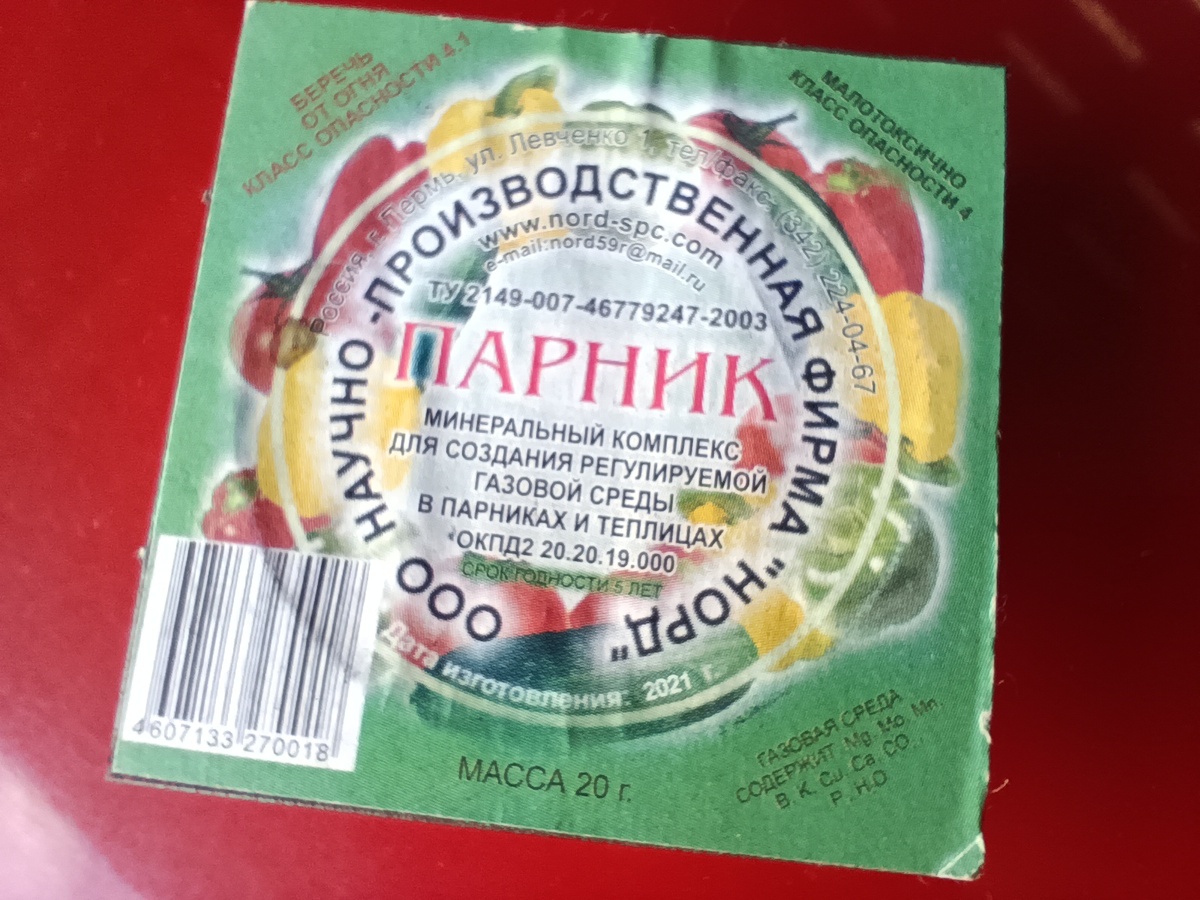 БЕРЕЧЬ
ОТ ОГНЯ
КЛАСС ОПАСНОСТИ 4.1
МАЛОТОКСИЧНО
КЛАСС ОПАСНОСТИ 4
Россия, г. Пермь, ул. Левченко 1, тел/факс: (342) 224-04-67
ООО НАУЧНО-ПРОИЗВОДСТВЕННАЯ ФИРМА "НОРД"
www.nord-spc.com
e-mail:nord59r@mail.ru
ТУ 2149-007-46779247-2003
ПАРНИК
МИНЕРАЛЬНЫЙ КОМПЛЕКС
ДЛЯ СОЗДАНИЯ РЕГУЛИРУЕМОЙ
ГАЗОВОЙ СРЕДЫ
В ПАРНИКАХ И ТЕПЛИЦАХ
*ОКПД2 20.20.19.000
СРОК ГОДНОСТИ 5 ЛЕТ
Дата изготовления: 2021 г.
4607133 270018
МАССА 20 г.
ГАЗОВАЯ СРЕДА
СОДЕРЖИТ Mg, Mo, Mn,
B, K, Cu, Ca, CO,
P, H,O